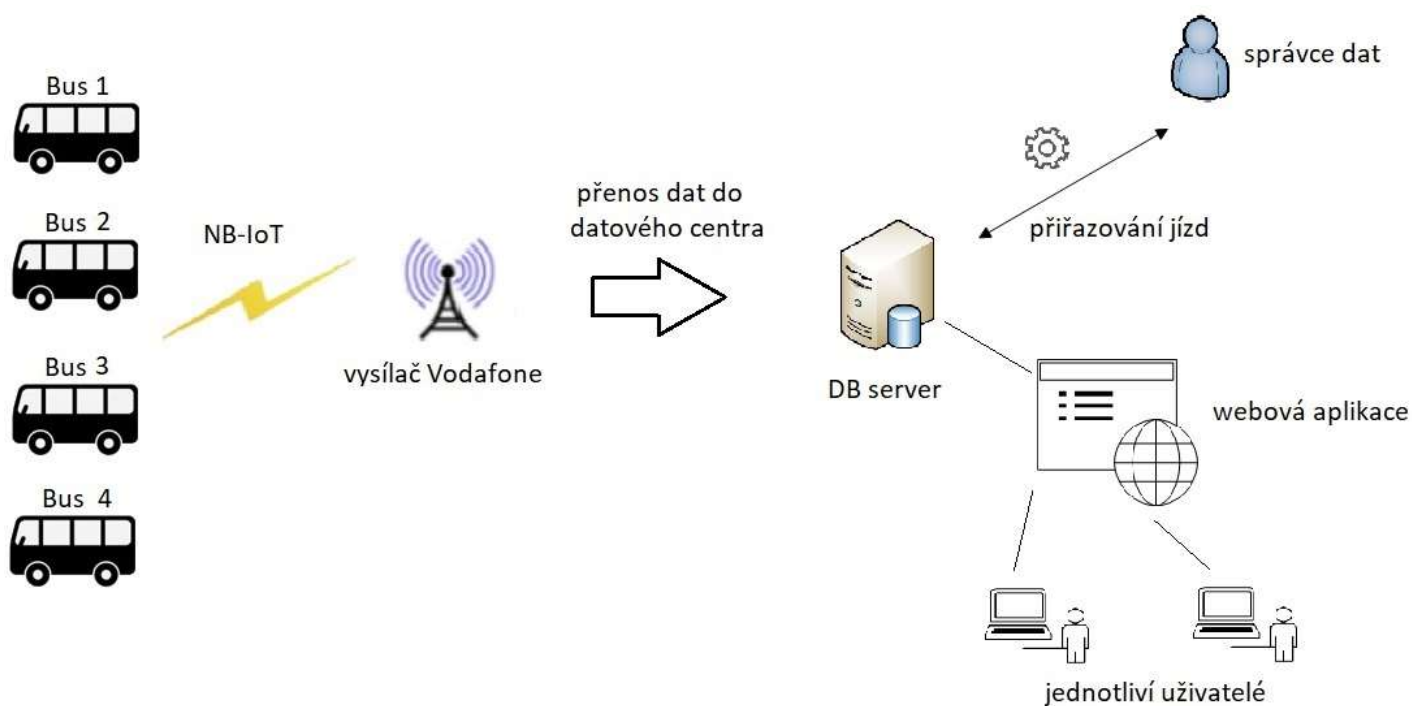 Bus 1
Bus 2
Bus 3
Bus 4
NB-IoT
vysílač Vodafone
přenos dat do
datového centra
DB server
správce dat
přiřazování jízd
webová aplikace
jednotliví uživatelé